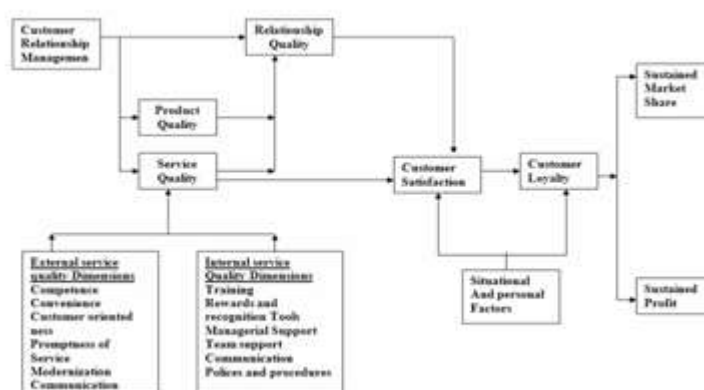 Customer
Relationship
Managemen
Relationship
Quality
Product
Quality
Service
Quality
Customer
Satisfaction
Customer
Loyalty
Sustained
Market
Share
Sustained
Profit
Situational
And personal
Factors
External service
quality Dimensions
Competence
Convenience
Customer oriented
ness
Promptness of
Service
Modernization
Communication
Internal service
Quality Dimensions
Training
Rewards and
recognition Tools
Managerial Support
Team support
Communication
Polices and procedures